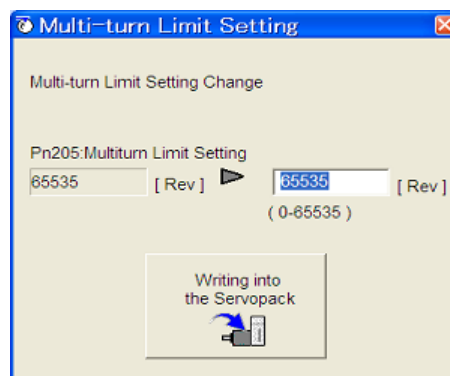 Multi-turn Limit Setting
Multi-turn Limit Setting Change
Pn205:Multiturn Limit Setting
65535 [ Rev ] 65535 [ Rev ]
( 0-65535 )
Writing into
the Servopack